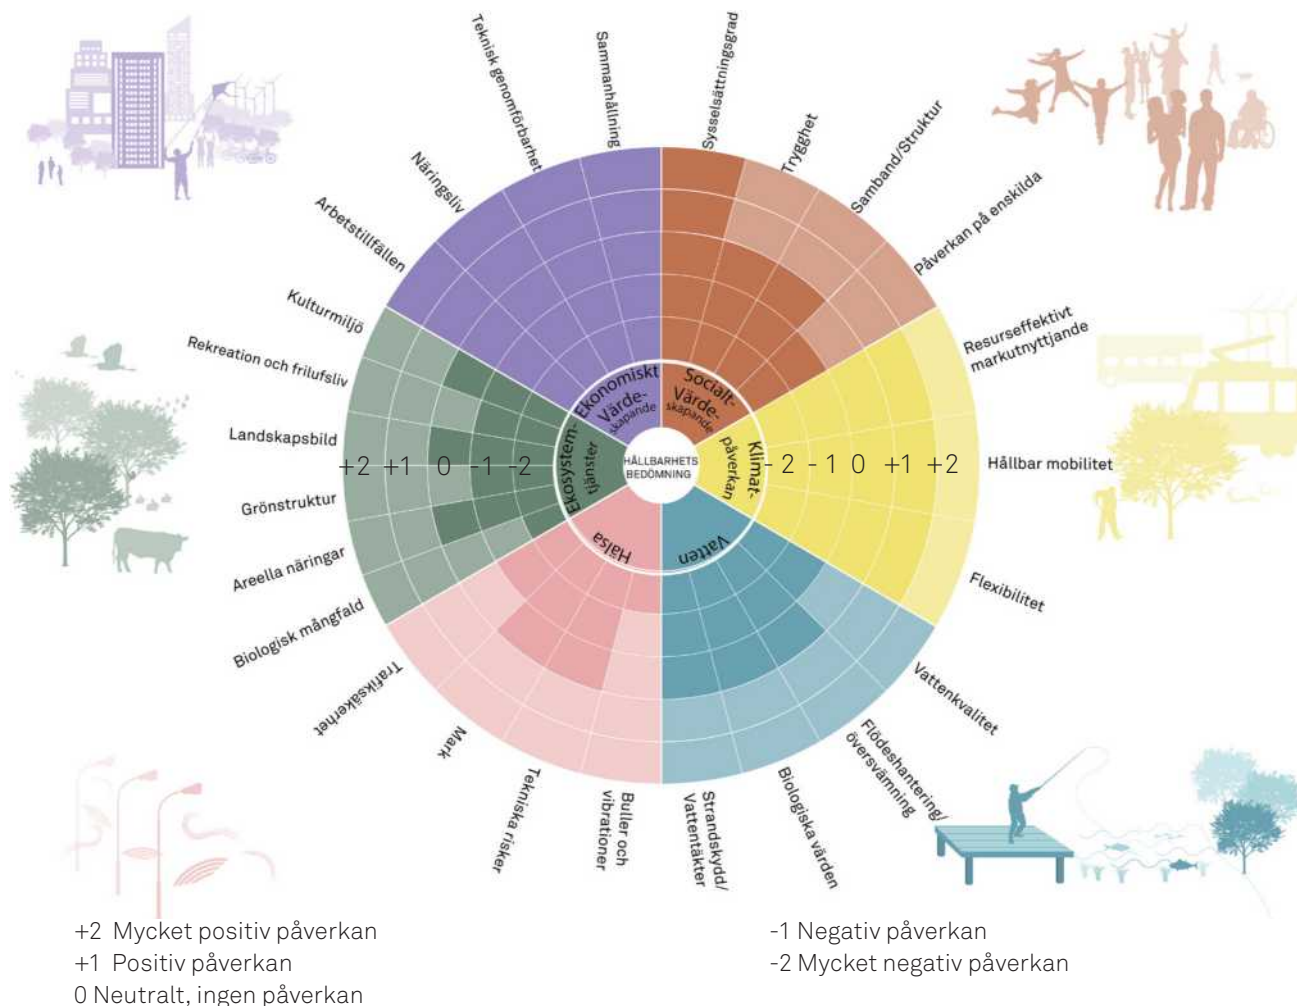 Sammanhållning
Teknisk genomförbarhet
Näringsliv
Arbetstillfällen
Sysselsättningsgrad
Trygghet
Samband/Struktur
Påverkan på enskilda
Resurseffektivt
markutnyttjande
Hållbar mobilitet
Flexibilitet
Vattenkvalitet
Flödeshantering/
översvämning
Biologiska värden
Strandskydd/
Vattentäkter
Buller och
vibrationer
Tekniska risker
Mark
Trafiksäkerhet
Biologisk mångfald
Areella näringar
Grönstruktur
Landskapsbild
Rekreation och frilufsliv
Kulturmiljö
Ekonomiskt
Värde-
skapande
Socialt-
Värde-
skapande
Klimat-
påverkan
Vatten
Hälsa
Ekosystem-
tjänster
HÅLLBARHETS
BEDÖMNING
+2 +1 0 -1 -2
- 2 - 1 0 +1 +2
+2 Mycket positiv påverkan
+1 Positiv påverkan
0 Neutralt, ingen påverkan
-1 Negativ påverkan
-2 Mycket negativ påverkan